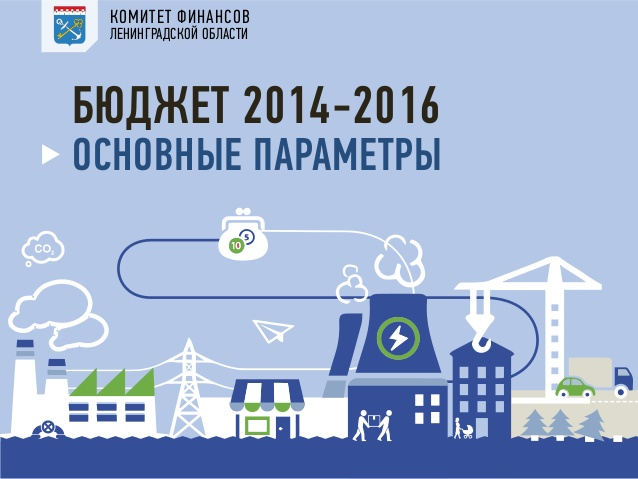 КОМИТЕТ ФИНАНСОВ
ЛЕНИНГРАДСКОЙ ОБЛАСТИ
БЮДЖЕТ 2014-2016
ОСНОВНЫЕ ПАРАМЕТРЫ
5
10
CO₂